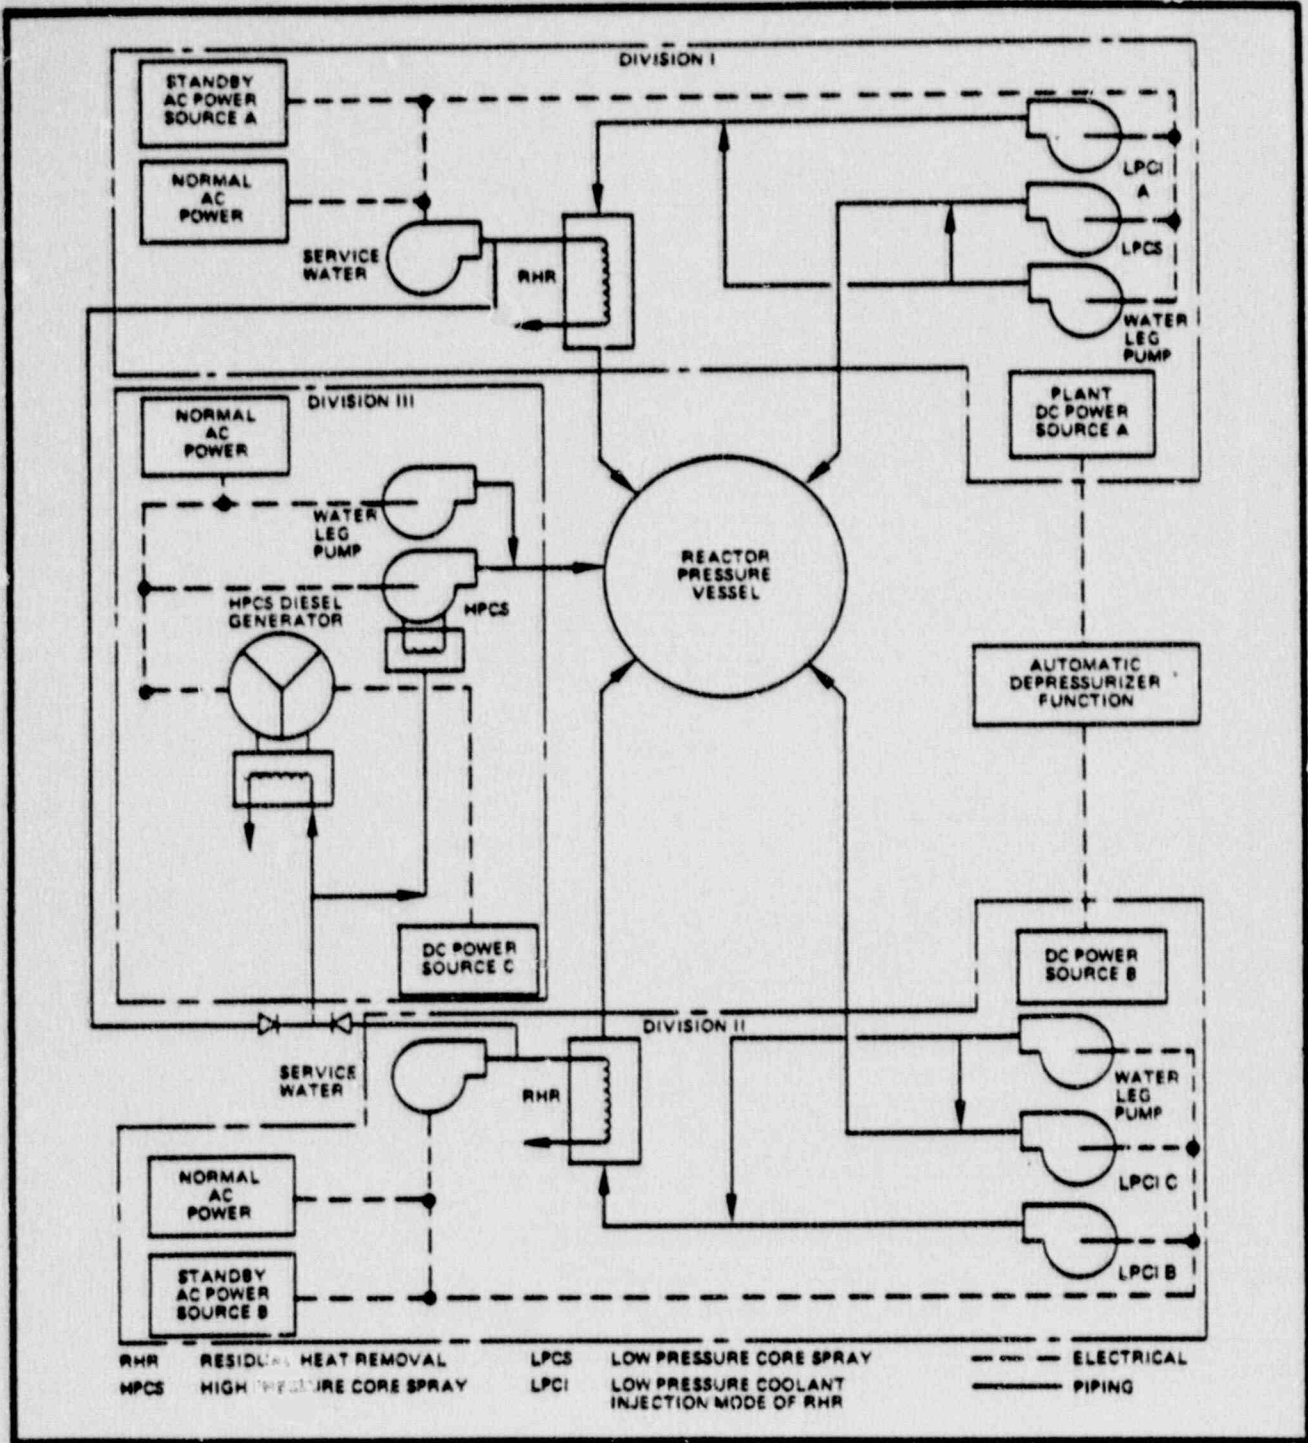 DIVISION I
STANDBY
AC POWER
SOURCE A
NORMAL
AC
POWER
SERVICE
WATER
RHR
LPCI
A
LPCS
WATER
LEG
PUMP
PLANT
DC POWER
SOURCE A
DIVISION III
NORMAL
AC
POWER
WATER
LEG
PUMP
HPCS
HPCS DIESEL
GENERATOR
REACTOR
PRESSURE
VESSEL
AUTOMATIC
DEPRESSURIZER
FUNCTION
DC POWER
SOURCE C
DC POWER
SOURCE B
DIVISION II
SERVICE
WATER
RHR
WATER
LEG
PUMP
LPCI C
LPCI B
NORMAL
AC
POWER
STANDBY
AC POWER
SOURCE B
RHR RESIDUAL HEAT REMOVAL
HPCS HIGH PRESSURE CORE SPRAY
LPCS LOW PRESSURE CORE SPRAY
LPCI LOW PRESSURE COOLANT
INJECTION MODE OF RHR
ELECTRICAL
PIPING